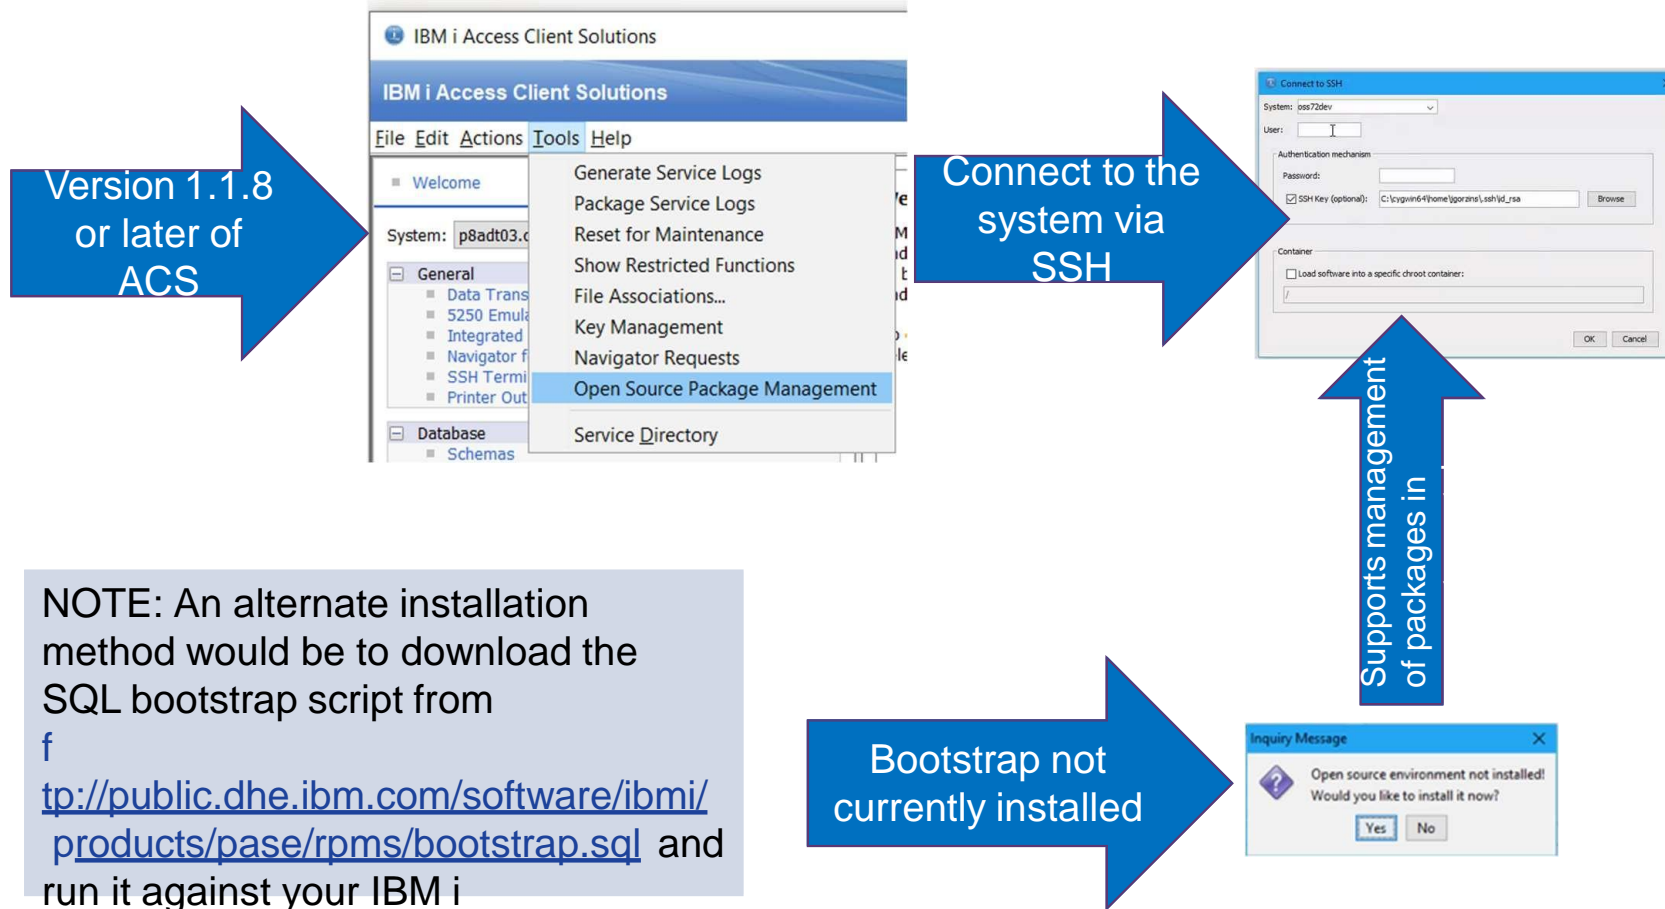 IBM i Access Client Solutions
IBM i Access Client Solutions
File Edit Actions Tools Help
Welcome
System: p8adt03.c
General
Data Trans
5250 Emula
Integrated
Navigator f
SSH Termi
Printer Out
Database
Schemas
Generate Service Logs
Package Service Logs
Reset for Maintenance
Show Restricted Functions
File Associations...
Key Management
Navigator Requests
Open Source Package Management
Service Directory
Version 1.1.8
or later of
ACS
Connect to the
system via
SSH
Connect to SSH
System: oss72dev
User:
Authentication mechanism
Password:
SSH Key (optional): C:\cygwin64\home\jgorzins\.ssh\id_rsa Browse
Container
Load software into a specific chroot container:
/
OK Cancel
Supports management
of packages in
NOTE: An alternate installation
method would be to download the
SQL bootstrap script from
f
tp://public.dhe.ibm.com/software/ibmi/
products/pase/rpms/bootstrap.sql and
run it against your IBM i
Bootstrap not
currently installed
Inquiry Message
Open source environment not installed!
Would you like to install it now?
Yes No